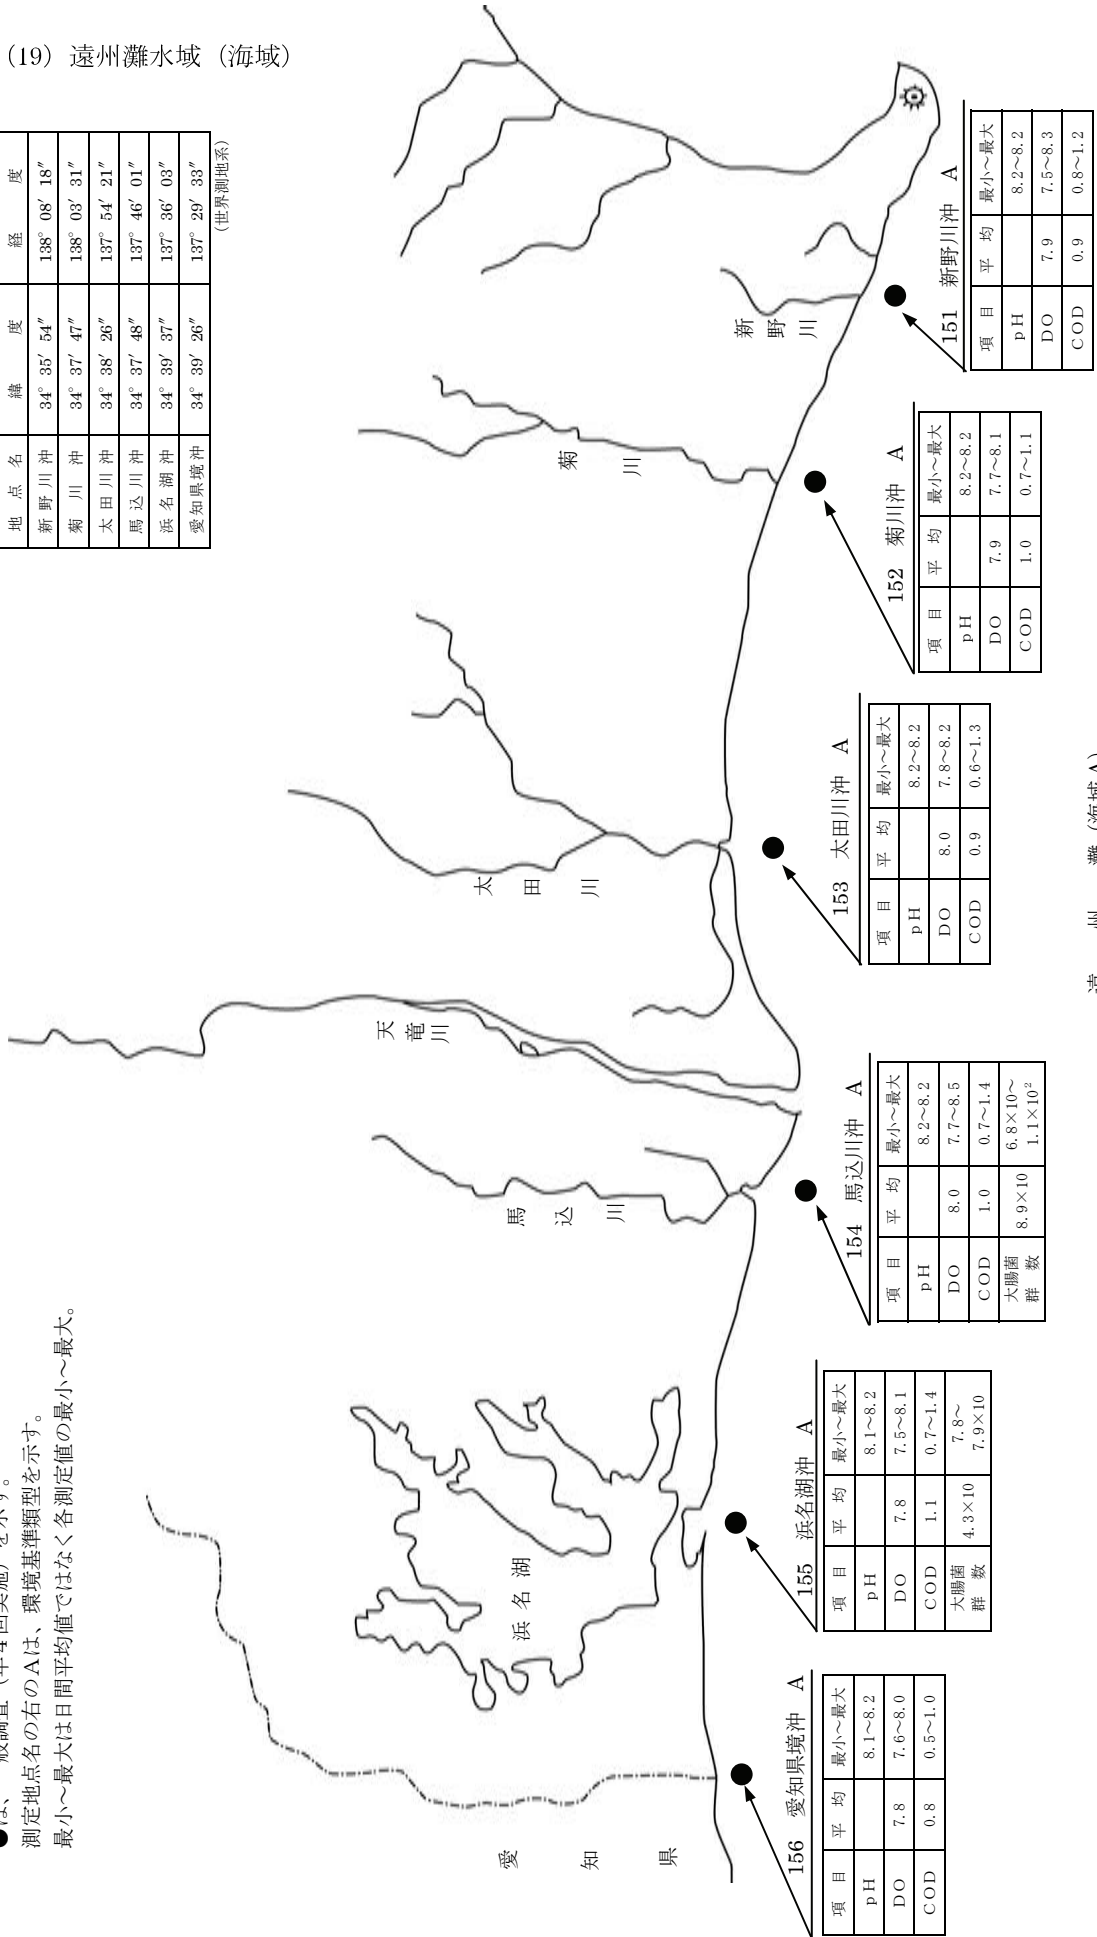 (19) 遠州灘水域 (海域)
地 点 名 緯 度 経 度
新 野 川 沖 34° 35′ 54″ 138° 08′ 18″
菊 川 沖 34° 37′ 47″ 138° 03′ 31″
太 田 川 沖 34° 38′ 26″ 137° 54′ 21″
馬 込 川 沖 34° 37′ 48″ 137° 46′ 01″
浜 名 湖 沖 34° 39′ 37″ 137° 36′ 03″
愛知県境沖 34° 39′ 26″ 137° 29′ 33″
(世界測地系)
●は、一般調査(年4回実施)を示す。
測定地点名の右のAは、環境基準類型を示す。
最小～最大は日間平均値ではなく各測定値の最小～最大。
愛 知 県
浜 名 湖
馬 込 川
天 竜 川
太 田 川
菊 川
新 野 川
156 愛知県境沖 A
項 目 平 均 最小～最大
pH 8.1～8.2
DO 7.8 7.6～8.0
COD 0.8 0.5～1.0
155 浜名湖沖 A
項 目 平 均 最小～最大
pH 8.1～8.2
DO 7.8 7.5～8.1
COD 1.1 0.7～1.4
大腸菌 7.8～
群 数 4.3×10 7.9×10
154 馬込川沖 A
項 目 平 均 最小～最大
pH 8.2～8.2
DO 8.0 7.7～8.5
COD 1.0 0.7～1.4
大腸菌 6.8×10～
群 数 8.9×10 1.1×10²
153 太田川沖 A
項 目 平 均 最小～最大
pH 8.2～8.2
DO 8.0 7.8～8.2
COD 0.9 0.6～1.3
152 菊川沖 A
項 目 平 均 最小～最大
pH 8.2～8.2
DO 7.9 7.7～8.1
COD 1.0 0.7～1.1
151 新野川沖 A
項 目 平 均 最小～最大
pH 8.2～8.2
DO 7.9 7.5～8.3
COD 0.9 0.8～1.2
遠 州 灘 (海域A)